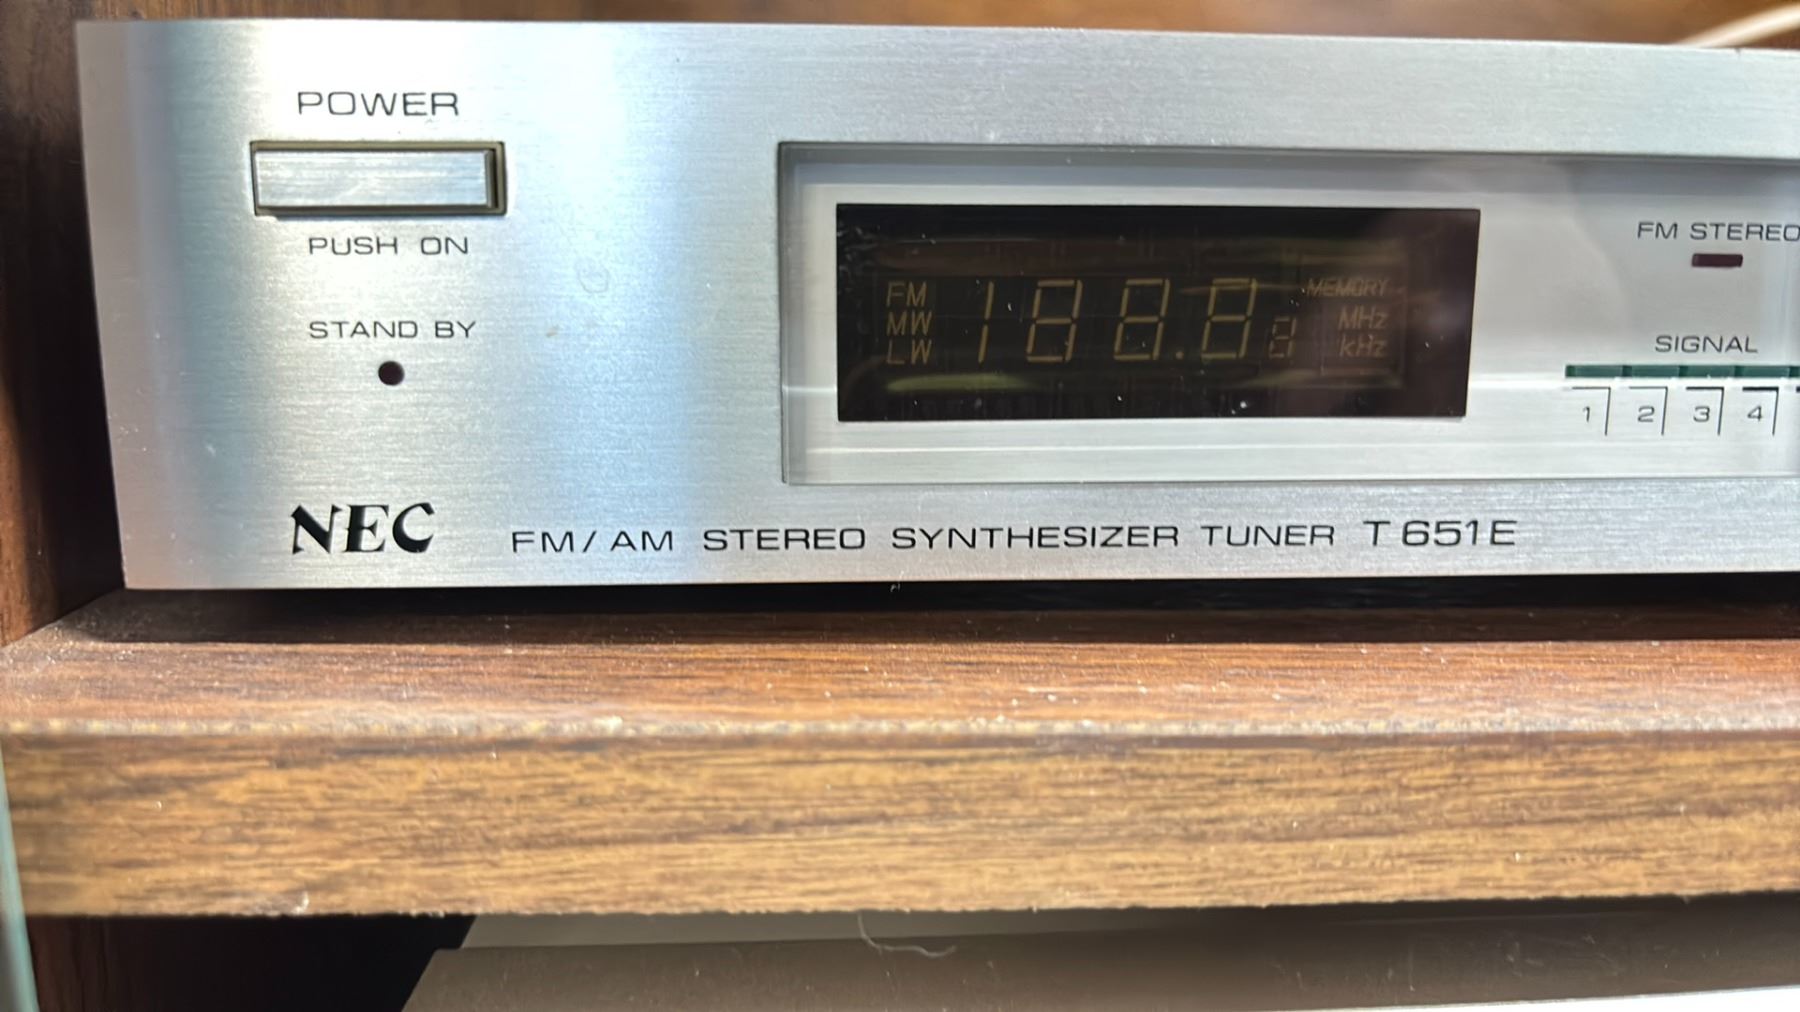 POWER
PUSH ON
STAND BY
FM
MW
LW
188.88
MEMORY
MHz
kHz
FM STEREO
SIGNAL
1 2 3 4
NEC FM/AM STEREO SYNTHESIZER TUNER T651E